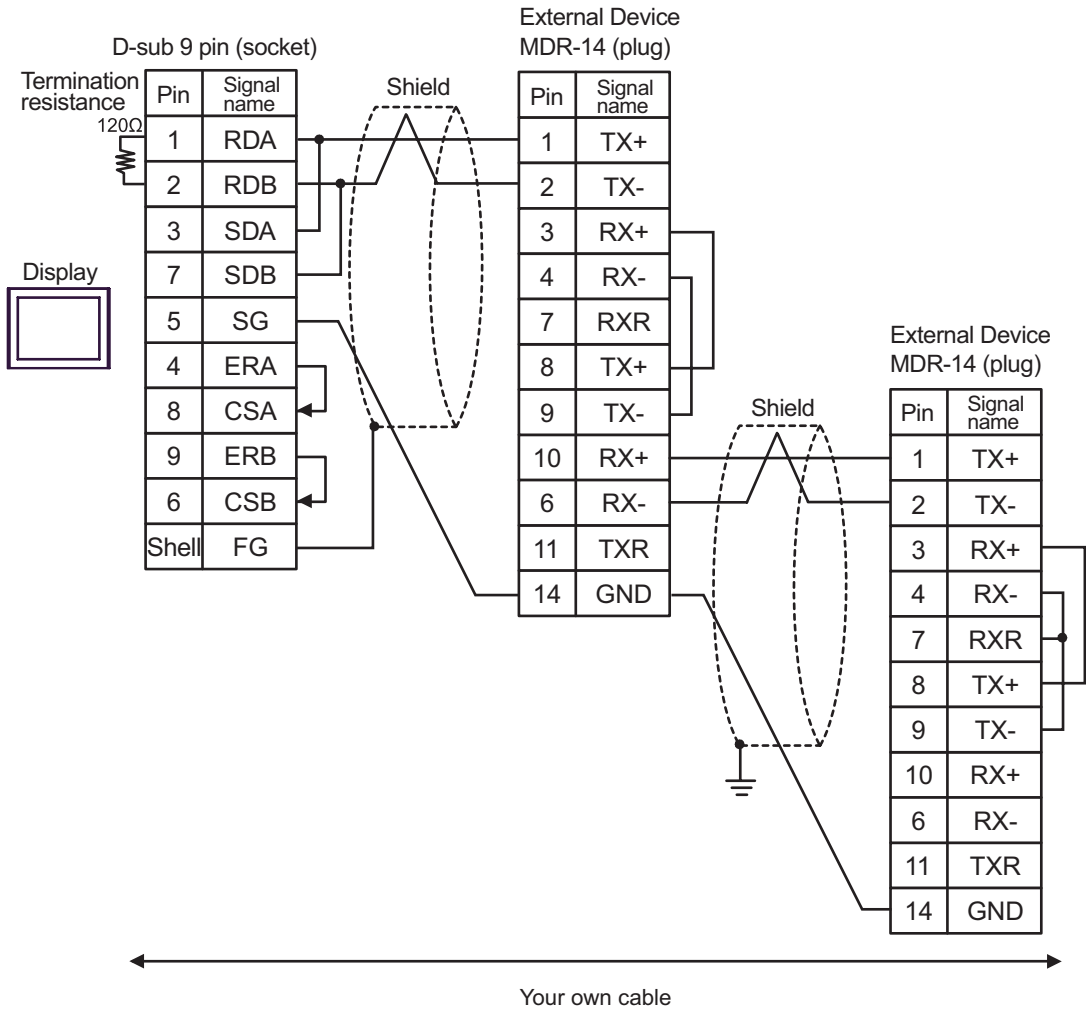 External Device
MDR-14 (plug)
D-sub 9 pin (socket)
Termination
resistance
120Ω
Shield
Pin Signal name
1 RDA
2 RDB
3 SDA
7 SDB
5 SG
4 ERA
8 CSA
9 ERB
6 CSB
Shell FG
Display
Pin Signal name
1 TX+
2 TX-
3 RX+
4 RX-
7 RXR
8 TX+
9 TX-
10 RX+
6 RX-
11 TXR
14 GND
Shield
External Device
MDR-14 (plug)
Pin Signal name
1 TX+
2 TX-
3 RX+
4 RX-
7 RXR
8 TX+
9 TX-
10 RX+
6 RX-
11 TXR
14 GND
Your own cable